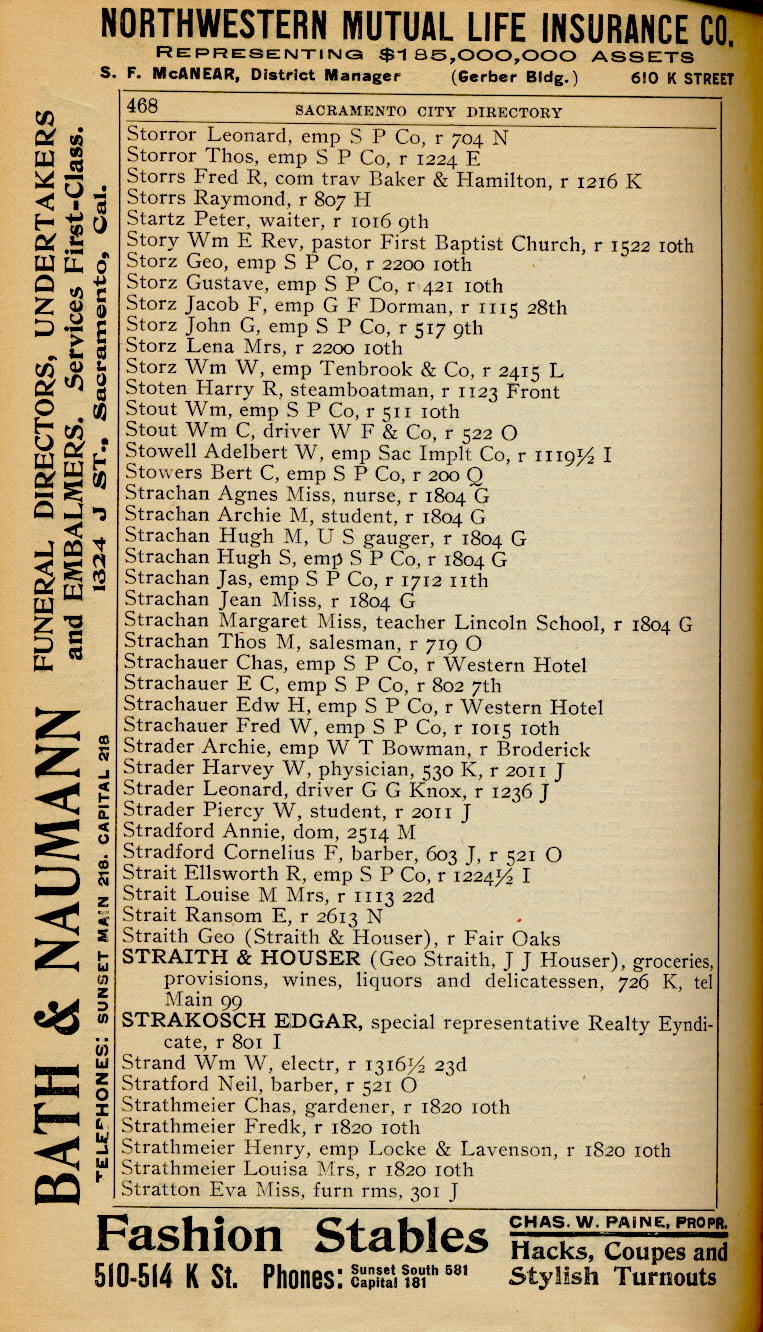 NORTHWESTERN MUTUAL LIFE INSURANCE CO.
REPRESENTING $185,000,000 ASSETS
S. F. McANEAR, District Manager (Gerber Bldg.) 610 K STREET
468 SACRAMENTO CITY DIRECTORY
Storror Leonard, emp S P Co, r 704 N
Storror Thos, emp S P Co, r 1224 E
Storrs Fred R, com trav Baker & Hamilton, r 1216 K
Storrs Raymond, r 807 H
Startz Peter, waiter, r 1016 9th
Story Wm E Rev, pastor First Baptist Church, r 1522 10th
Storz Geo, emp S P Co, r 2200 10th
Storz Gustave, emp S P Co, r 421 10th
Storz Jacob F, emp G F Dorman, r 1115 28th
Storz John G, emp S P Co, r 517 9th
Storz Lena Mrs, r 2200 10th
Storz Wm W, emp Tenbrook & Co, r 2415 L
Stoten Harry R, steamboatman, r 1123 Front
Stout Wm, emp S P Co, r 511 10th
Stout Wm C, driver W F & Co, r 522 O
Stowell Adelbert W, emp Sac Implt Co, r 1119½ I
Stowers Bert C, emp S P Co, r 200 Q
Strachan Agnes Miss, nurse, r 1804 G
Strachan Archie M, student, r 1804 G
Strachan Hugh M, U S gauger, r 1804 G
Strachan Hugh S, emp S P Co, r 1804 G
Strachan Jas, emp S P Co, r 1712 11th
Strachan Jean Miss, r 1804 G
Strachan Margaret Miss, teacher Lincoln School, r 1804 G
Strachan Thos M, salesman, r 719 O
Strachauer Chas, emp S P Co, r Western Hotel
Strachauer E C, emp S P Co, r 802 7th
Strachauer Edw H, emp S P Co, r Western Hotel
Strachauer Fred W, emp S P Co, r 1015 10th
Strader Archie, emp W T Bowman, r Broderick
Strader Harvey W, physician, 530 K, r 2011 J
Strader Leonard, driver G G Knox, r 1236 J
Strader Piercy W, student, r 2011 J
Stradford Annie, dom, 2514 M
Stradford Cornelius F, barber, 603 J, r 521 O
Strait Ellsworth R, emp S P Co, r 1224½ I
Strait Louise M Mrs, r 1113 22d
Strait Ransom E, r 2613 N
Straith Geo (Straith & Houser), r Fair Oaks
STRAITH & HOUSER (Geo Straith, J J Houser), groceries,
provisions, wines, liquors and delicatessen, 726 K, tel
Main 99
STRAKOSCH EDGAR, special representative Realty Eyndi-
cate, r 801 I
Strand Wm W, electr, r 1316½ 23d
Stratford Neil, barber, r 521 O
Strathmeier Chas, gardener, r 1820 10th
Strathmeier Fredk, r 1820 10th
Strathmeier Henry, emp Locke & Lavenson, r 1820 10th
Strathmeier Louisa Mrs, r 1820 10th
Stratton Eva Miss, furn rms, 301 J
BATH & NAUMANN FUNERAL DIRECTORS, UNDERTAKERS
and EMBALMERS. Services First-Class.
TELEPHONES: SUNSET MAIN 218. CAPITAL 218 1324 J ST., Sacramento, Cal.
Fashion Stables
510-514 K St. Phones: Sunset South 581
Capital 181
CHAS. W. PAINE, PROPR.
Hacks, Coupes and
Stylish Turnouts